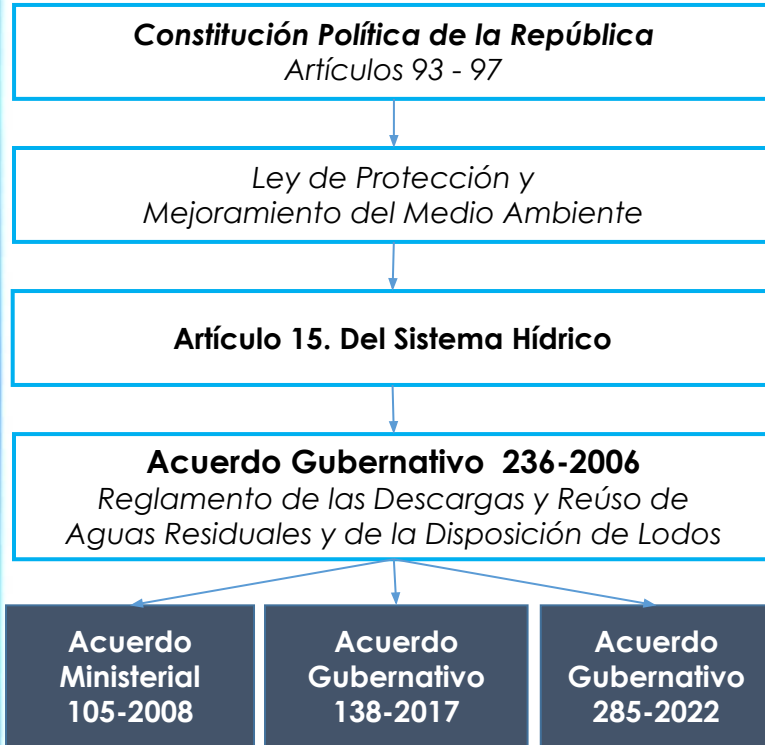 Constitución Política de la República
Artículos 93 - 97
Ley de Protección y
Mejoramiento del Medio Ambiente
Artículo 15. Del Sistema Hídrico
Acuerdo Gubernativo 236-2006
Reglamento de las Descargas y Reúso de
Aguas Residuales y de la Disposición de Lodos
Acuerdo
Ministerial
105-2008
Acuerdo
Gubernativo
138-2017
Acuerdo
Gubernativo
285-2022